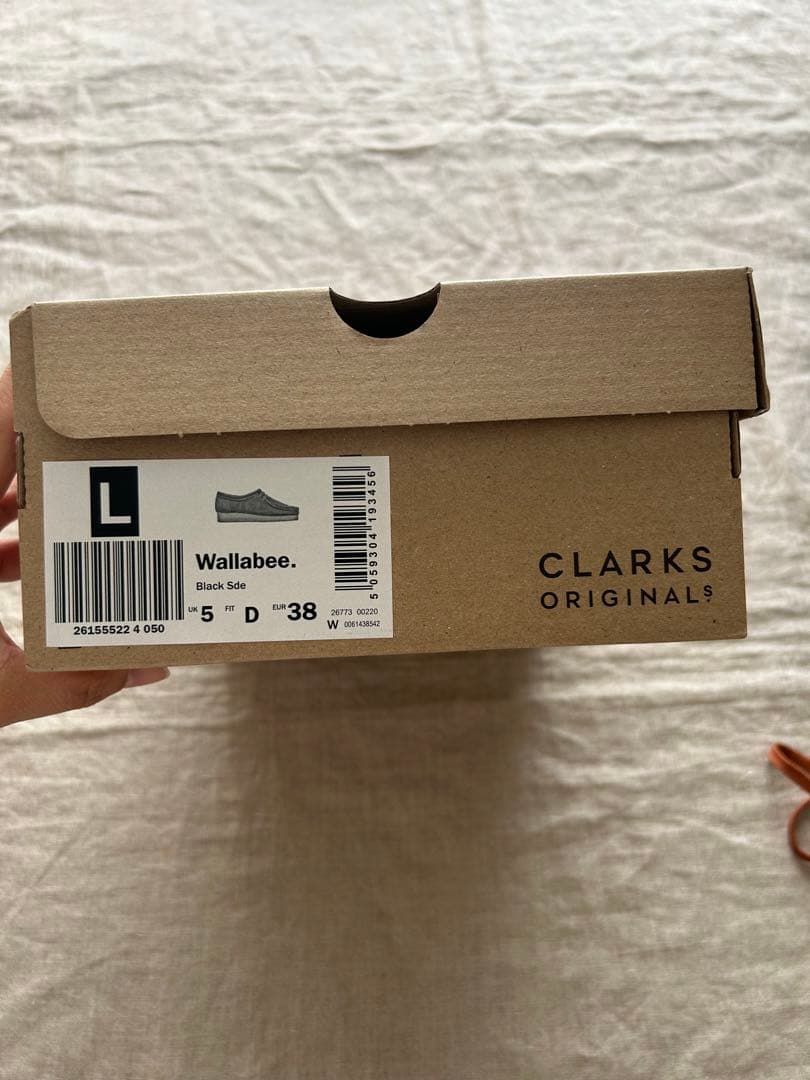 L
Wallabee.
Black Sde
26155522 4 050
UK 5 FIT D EUR 38
26773 00220
W 0061438542
5 059304 193456
CLARKS
ORIGINALS.